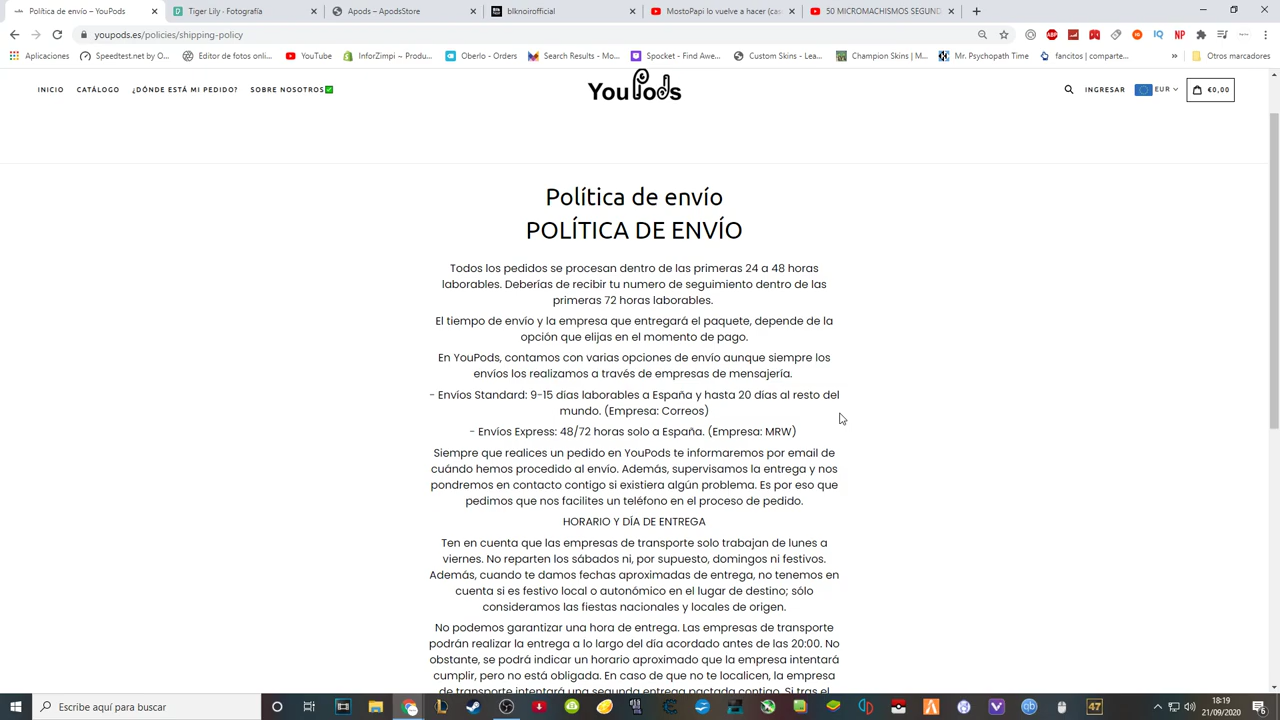 Política de envío – YouPods
Tiger Lily · Fotografía
Apods – ApodsStore
blknoirofficial
MostoPapi lo vuelve a hacer (cas
50 MICROMACHISMOS SEGUND
youpods.es/policies/shipping-policy
Aplicaciones
Speedtest.net by O...
Editor de fotos onli...
YouTube
InforZimpi ~ Produ...
Oberlo - Orders
Search Results - Mo...
Spocket - Find Awe...
Custom Skins - Lea...
Champion Skins | M...
Mr. Psychopath Time
fancitos | comparte...
Otros marcadores
INICIO CATÁLOGO ¿DÓNDE ESTÁ MI PEDIDO? SOBRE NOSOTROS✅
YouPods
INGRESAR EUR €0,00
Política de envío
POLÍTICA DE ENVÍO
Todos los pedidos se procesan dentro de las primeras 24 a 48 horas
laborables. Deberías de recibir tu numero de seguimiento dentro de las
primeras 72 horas laborables.
El tiempo de envío y la empresa que entregará el paquete, depende de la
opción que elijas en el momento de pago.
En YouPods, contamos con varias opciones de envío aunque siempre los
envíos los realizamos a través de empresas de mensajería.
- Envíos Standard: 9-15 días laborables a España y hasta 20 días al resto del
mundo. (Empresa: Correos)
- Envíos Express: 48/72 horas solo a España. (Empresa: MRW)
Siempre que realices un pedido en YouPods te informaremos por email de
cuándo hemos procedido al envío. Además, supervisamos la entrega y nos
pondremos en contacto contigo si existiera algún problema. Es por eso que
pedimos que nos facilites un teléfono en el proceso de pedido.
HORARIO Y DÍA DE ENTREGA
Ten en cuenta que las empresas de transporte solo trabajan de lunes a
viernes. No reparten los sábados ni, por supuesto, domingos ni festivos.
Además, cuando te damos fechas aproximadas de entrega, no tenemos en
cuenta si es festivo local o autonómico en el lugar de destino; sólo
consideramos las fiestas nacionales y locales de origen.
No podemos garantizar una hora de entrega. Las empresas de transporte
podrán realizar la entrega a lo largo del día acordado antes de las 20:00. No
obstante, se podrá indicar un horario aproximado que la empresa intentará
cumplir, pero no está obligada. En caso de que no te localicen, la empresa
de transporte intentará una segunda entrega pactada contigo. Si tras el
Escribe aquí para buscar
18:19
21/09/2020